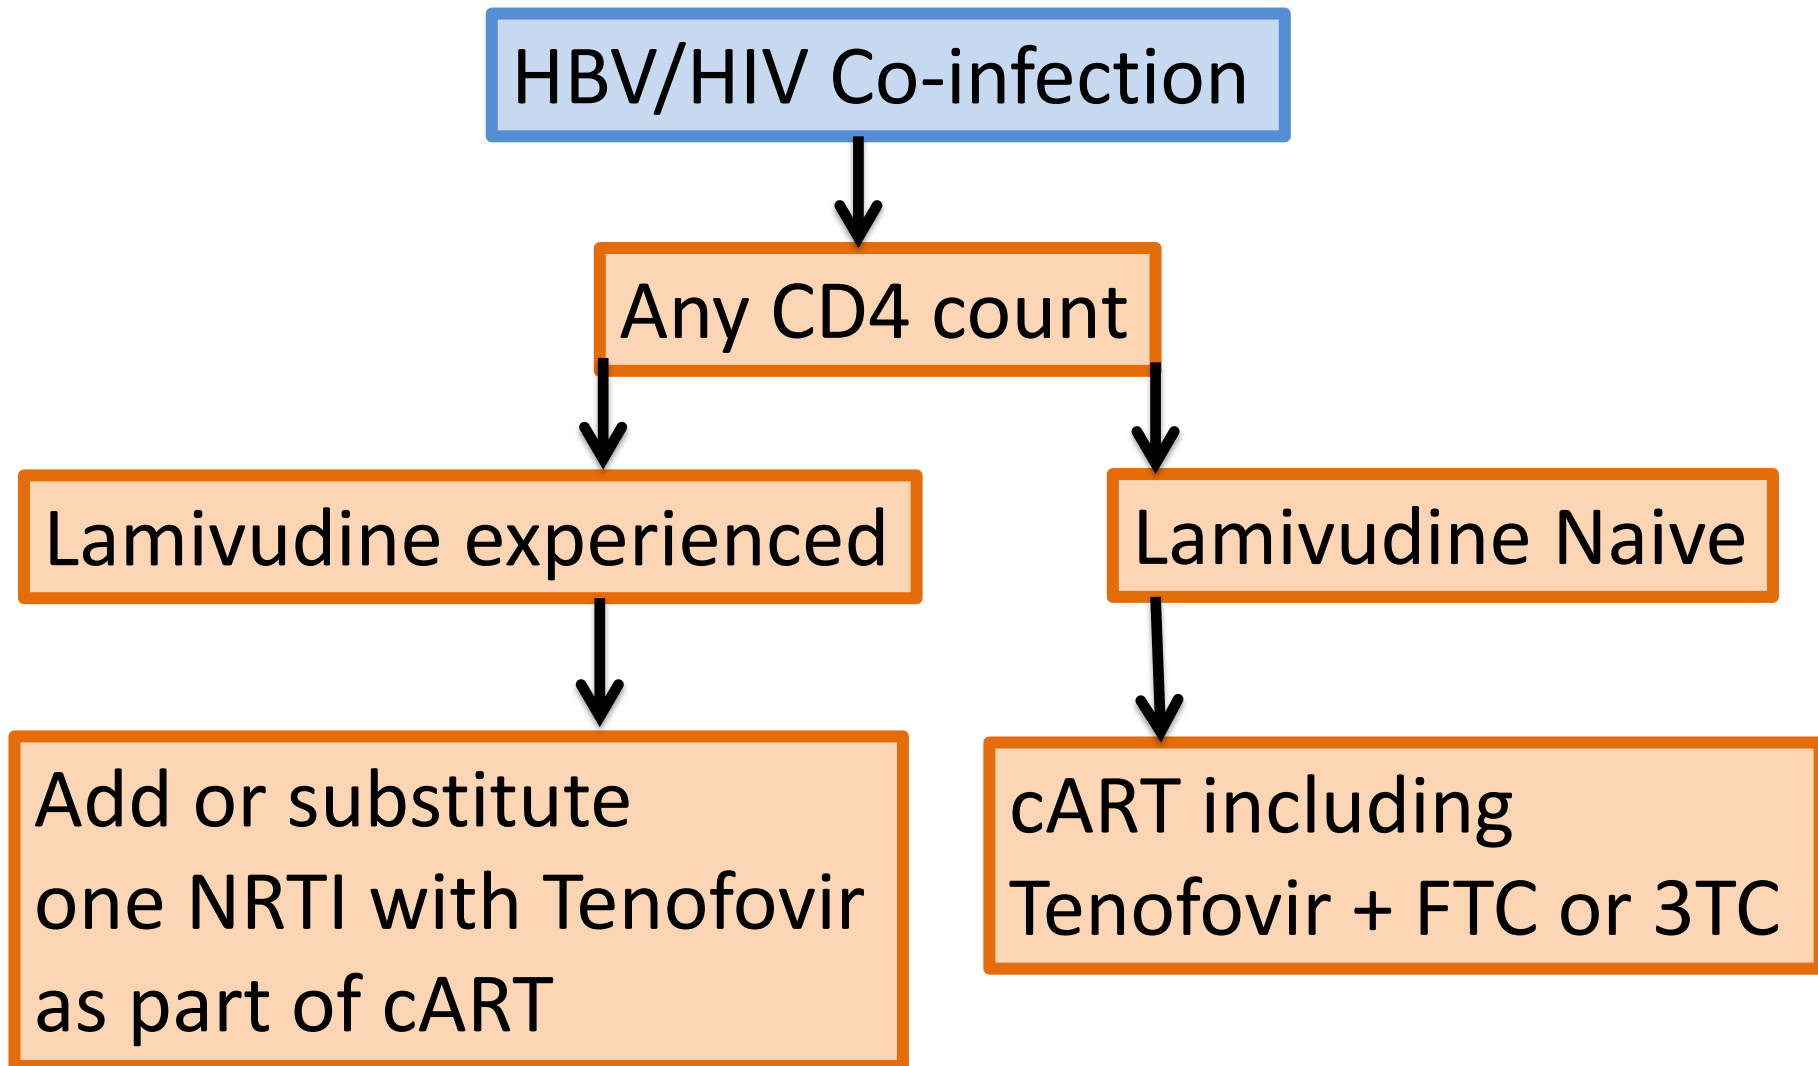 HBV/HIV Co-infection
Any CD4 count
Lamivudine experienced
Lamivudine Naive
Add or substitute
one NRTI with Tenofovir
as part of cART
cART including
Tenofovir + FTC or 3TC